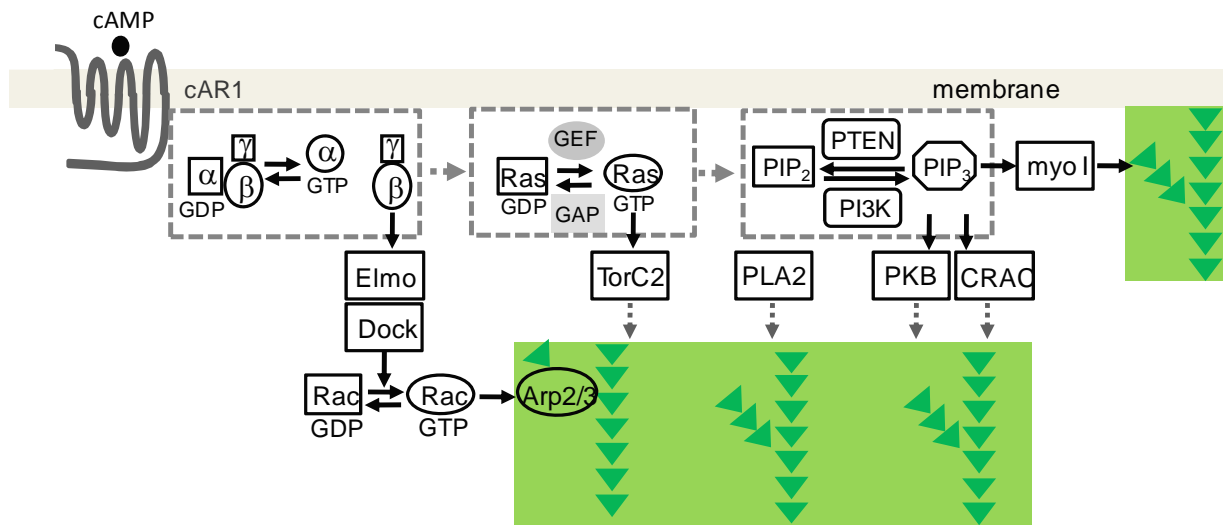 cAMP
cAR1
membrane
γ
α
β
GDP
α
GTP
γ
β
GEF
Ras
GDP
Ras
GTP
GAP
PTEN
PIP2
PIP3
PI3K
myo I
Elmo
Dock
TorC2
PLA2
PKB
CRAC
Rac
GDP
Rac
GTP
Arp2/3